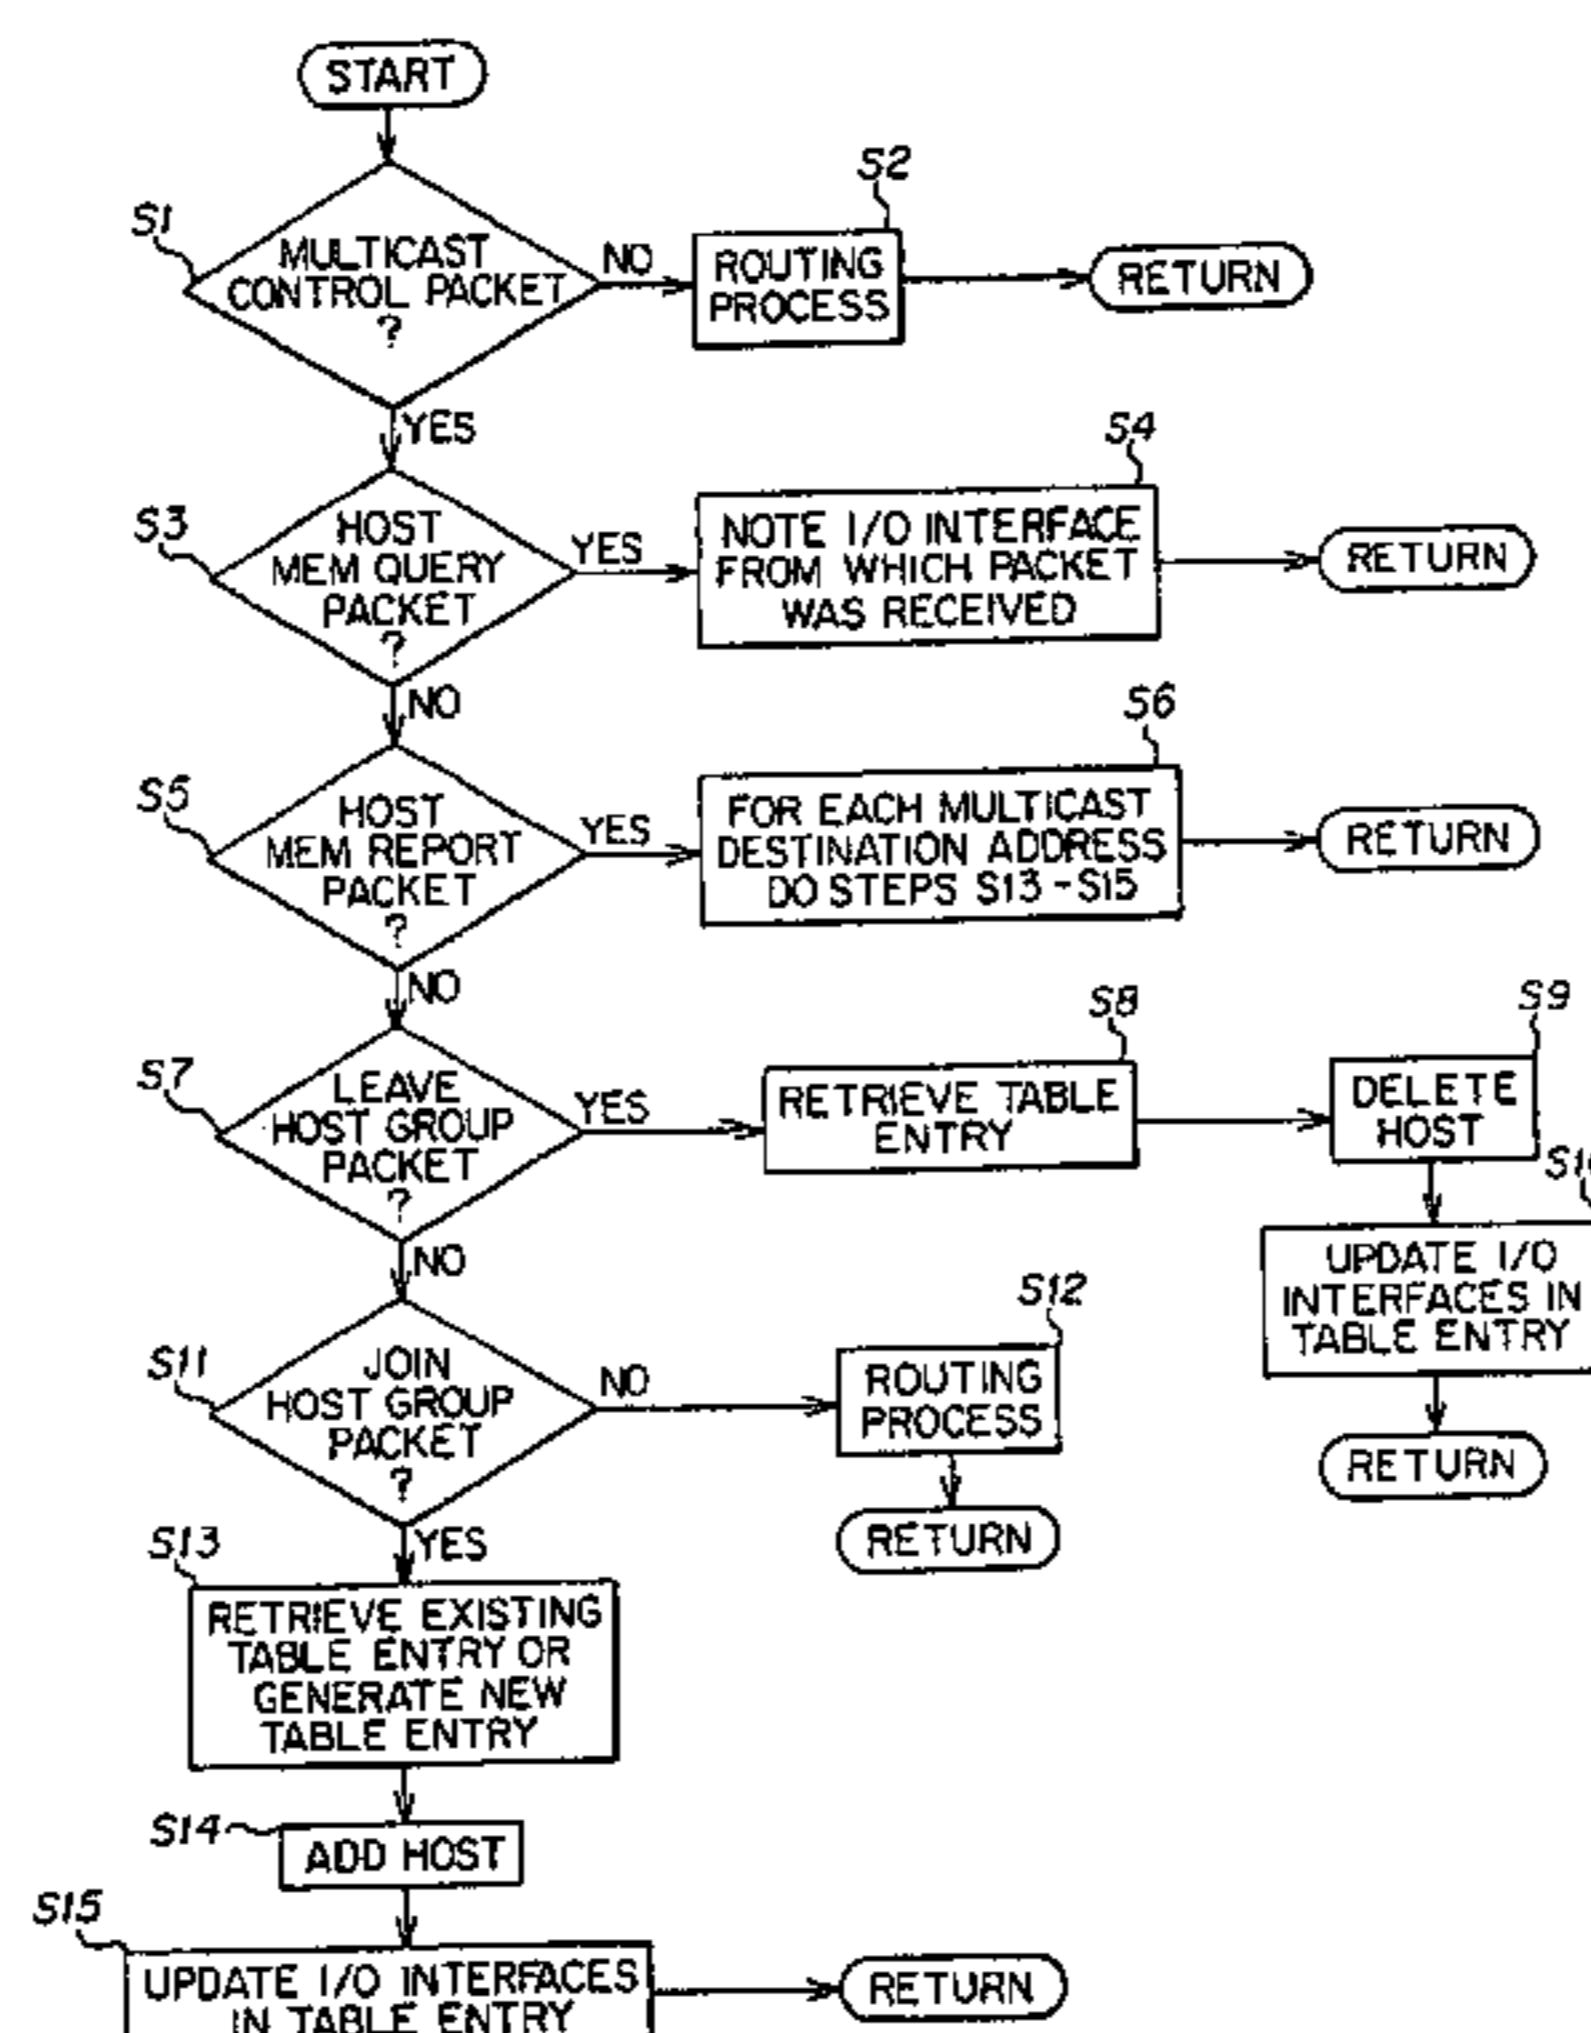 START
S1
MULTICAST
CONTROL PACKET
?
NO
S2
ROUTING
PROCESS
RETURN
YES
S3
HOST
MEM QUERY
PACKET
?
YES
S4
NOTE I/O INTERFACE
FROM WHICH PACKET
WAS RECEIVED
RETURN
NO
S5
HOST
MEM REPORT
PACKET
?
YES
S6
FOR EACH MULTICAST
DESTINATION ADDRESS
DO STEPS S13-S15
RETURN
NO
S7
LEAVE
HOST GROUP
PACKET
?
YES
S8
RETRIEVE TABLE
ENTRY
S9
DELETE
HOST
UPDATE I/O
INTERFACES IN
TABLE ENTRY
RETURN
NO
S11
JOIN
HOST GROUP
PACKET
?
NO
S12
ROUTING
PROCESS
RETURN
YES
S13
RETRIEVE EXISTING
TABLE ENTRY OR
GENERATE NEW
TABLE ENTRY
S14
ADD HOST
S15
UPDATE I/O INTERFACES
IN TABLE ENTRY
RETURN